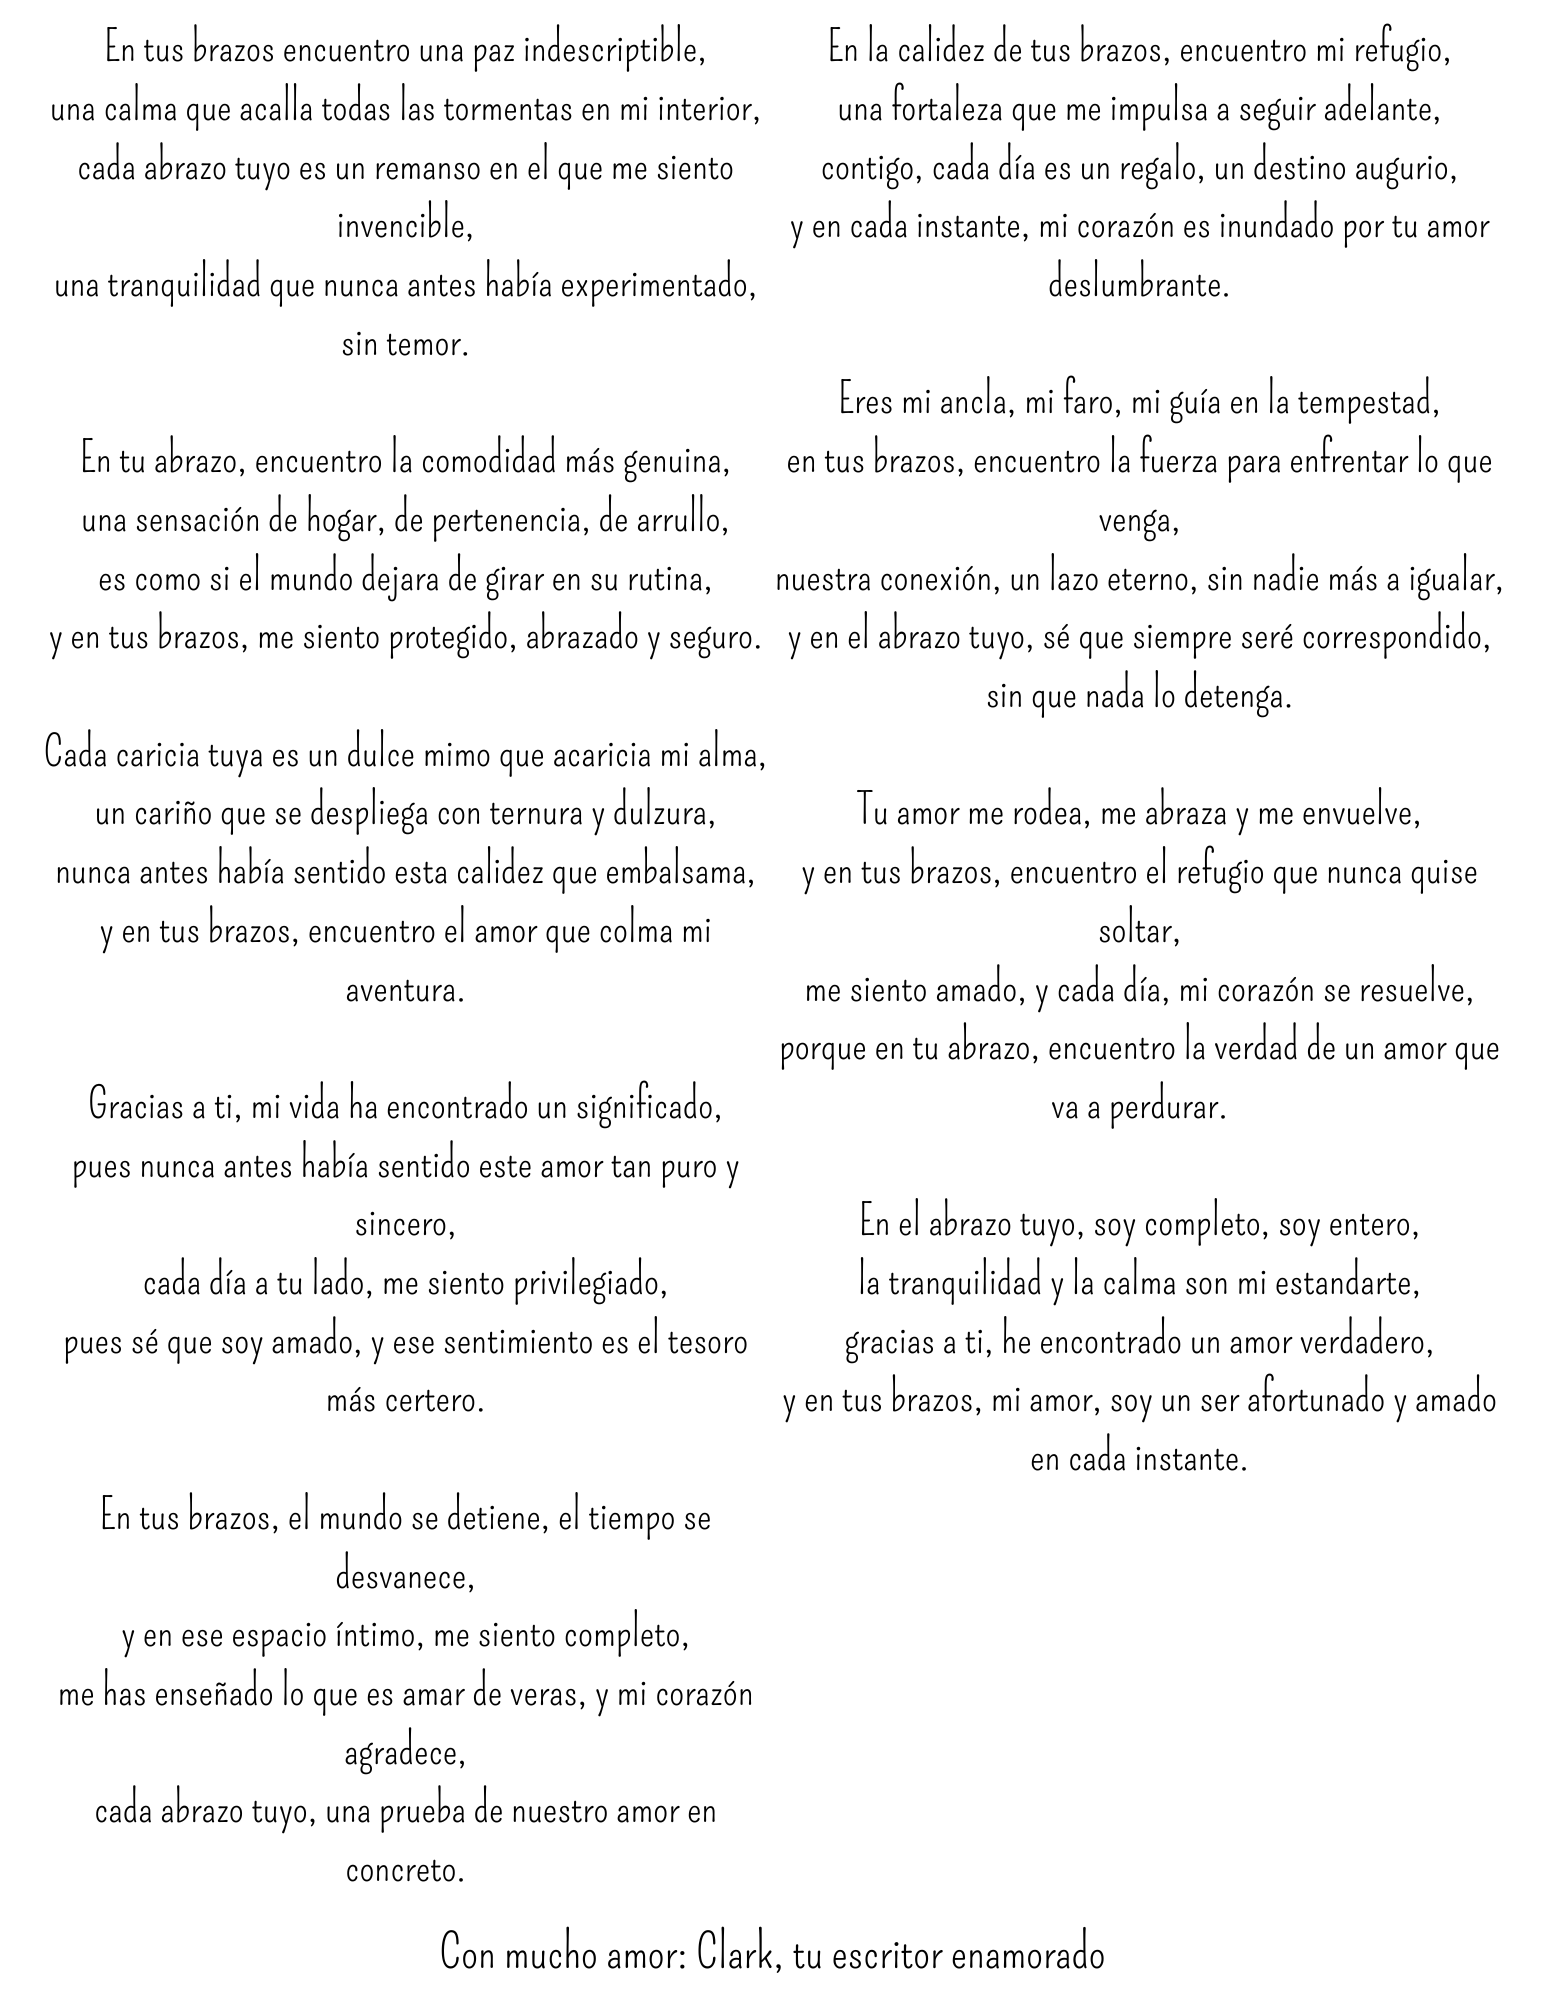 En tus brazos encuentro una paz indescriptible,
una calma que acalla todas las tormentas en mi interior,
cada abrazo tuyo es un remanso en el que me siento
invencible,
una tranquilidad que nunca antes había experimentado,
sin temor.
En tu abrazo, encuentro la comodidad más genuina,
una sensación de hogar, de pertenencia, de arrullo,
es como si el mundo dejara de girar en su rutina,
y en tus brazos, me siento protegido, abrazado y seguro.
Cada caricia tuya es un dulce mimo que acaricia mi alma,
un cariño que se despliega con ternura y dulzura,
nunca antes había sentido esta calidez que embalsama,
y en tus brazos, encuentro el amor que colma mi
aventura.
Gracias a ti, mi vida ha encontrado un significado,
pues nunca antes había sentido este amor tan puro y
sincero,
cada día a tu lado, me siento privilegiado,
pues sé que soy amado, y ese sentimiento es el tesoro
más certero.
En tus brazos, el mundo se detiene, el tiempo se
desvanece,
y en ese espacio íntimo, me siento completo,
me has enseñado lo que es amar de veras, y mi corazón
agradece,
cada abrazo tuyo, una prueba de nuestro amor en
concreto.
En la calidez de tus brazos, encuentro mi refugio,
una fortaleza que me impulsa a seguir adelante,
contigo, cada día es un regalo, un destino augurio,
y en cada instante, mi corazón es inundado por tu amor
deslumbrante.
Eres mi ancla, mi faro, mi guía en la tempestad,
en tus brazos, encuentro la fuerza para enfrentar lo que
venga,
nuestra conexión, un lazo eterno, sin nadie más a igualar,
y en el abrazo tuyo, sé que siempre seré correspondido,
sin que nada lo detenga.
Tu amor me rodea, me abraza y me envuelve,
y en tus brazos, encuentro el refugio que nunca quise
soltar,
me siento amado, y cada día, mi corazón se resuelve,
porque en tu abrazo, encuentro la verdad de un amor que
va a perdurar.
En el abrazo tuyo, soy completo, soy entero,
la tranquilidad y la calma son mi estandarte,
gracias a ti, he encontrado un amor verdadero,
y en tus brazos, mi amor, soy un ser afortunado y amado
en cada instante.
Con mucho amor: Clark, tu escritor enamorado